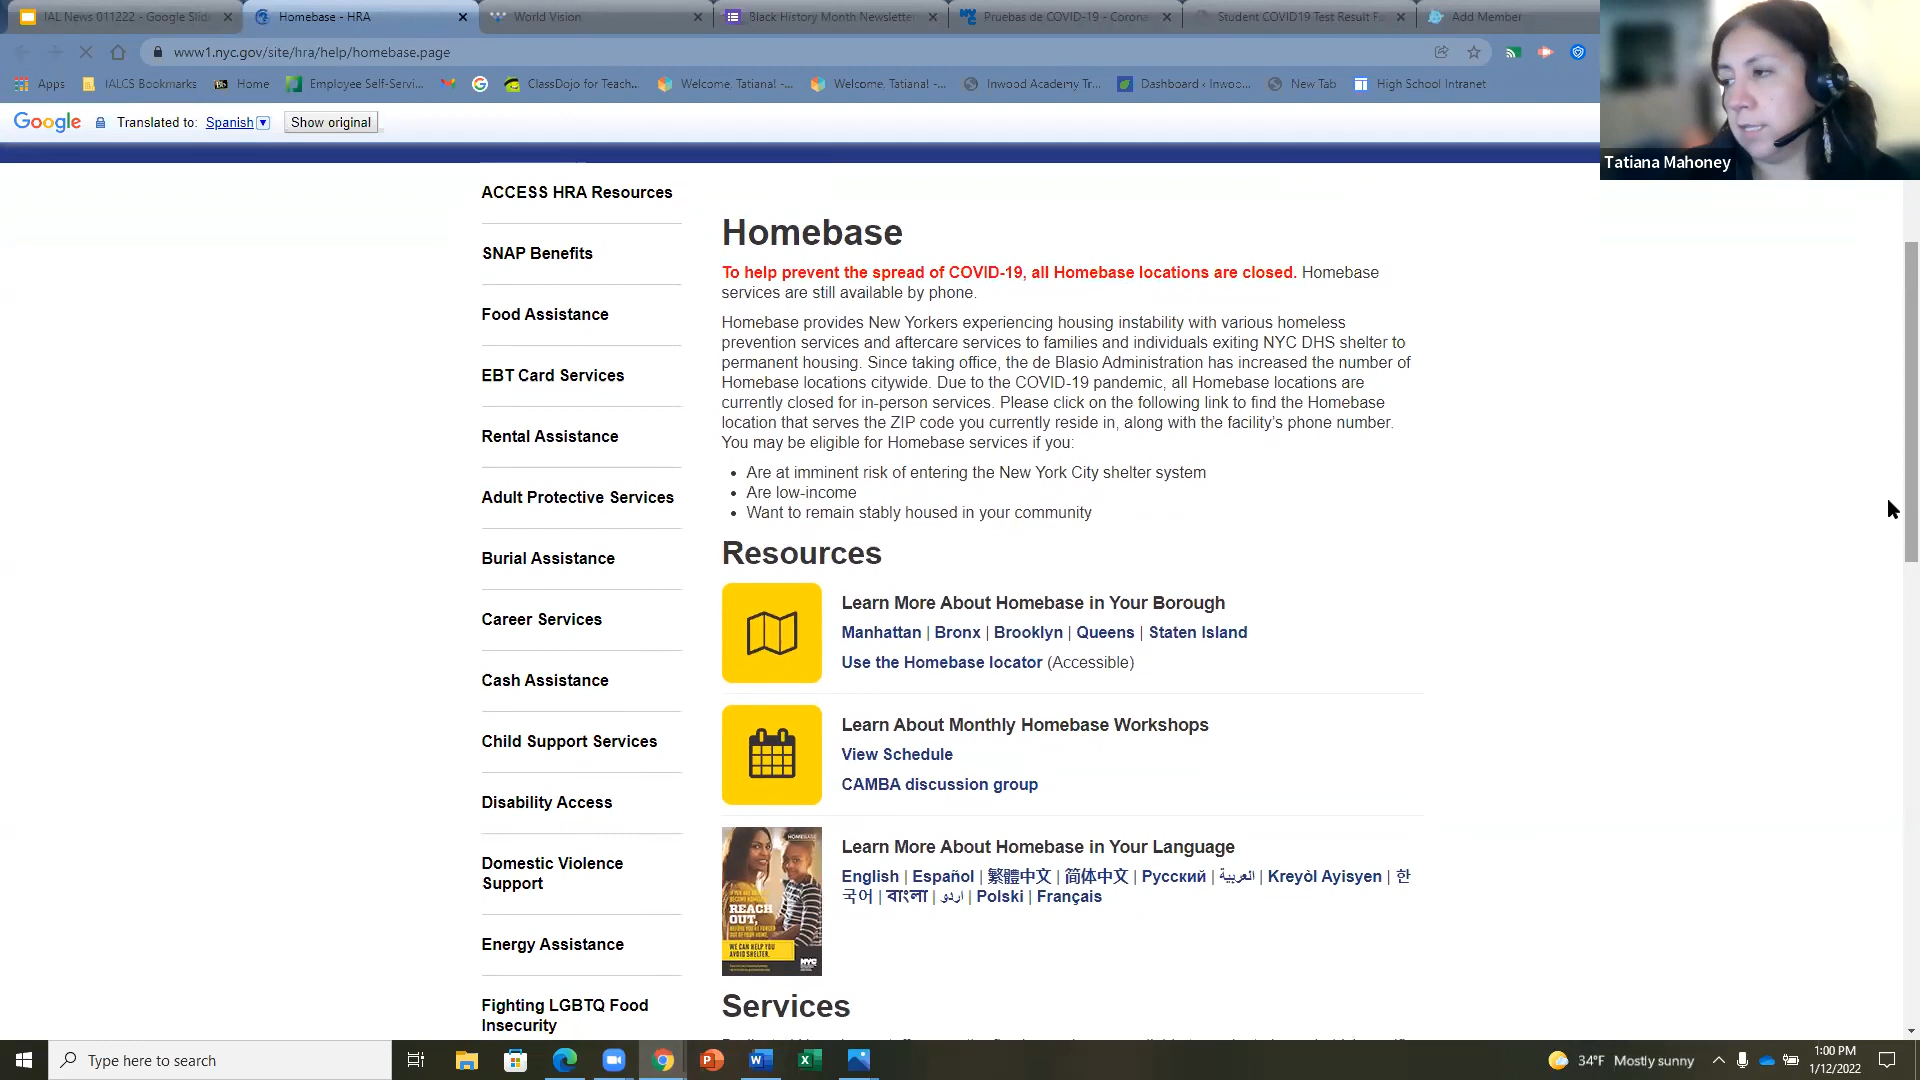 IAL News 011222 - Google Slid
Homebase - HRA
World Vision
Black History Month Newsletter
Pruebas de COVID-19 - Corona
Student COVID19 Test Result F
Add Member
www1.nyc.gov/site/hra/help/homebase.page
Apps
IALCS Bookmarks
Home
Employee Self-Servi...
ClassDojo for Teach...
Welcome, Tatiana! -...
Welcome, Tatiana! -...
Inwood Academy Tr...
Dashboard ‹ Inwoo...
New Tab
High School Intranet
Google Translated to: Spanish Show original
Tatiana Mahoney
ACCESS HRA Resources
SNAP Benefits
Food Assistance
EBT Card Services
Rental Assistance
Adult Protective Services
Burial Assistance
Career Services
Cash Assistance
Child Support Services
Disability Access
Domestic Violence
Support
Energy Assistance
Fighting LGBTQ Food
Insecurity
Homebase
To help prevent the spread of COVID-19, all Homebase locations are closed. Homebase
services are still available by phone.
Homebase provides New Yorkers experiencing housing instability with various homeless
prevention services and aftercare services to families and individuals exiting NYC DHS shelter to
permanent housing. Since taking office, the de Blasio Administration has increased the number of
Homebase locations citywide. Due to the COVID-19 pandemic, all Homebase locations are
currently closed for in-person services. Please click on the following link to find the Homebase
location that serves the ZIP code you currently reside in, along with the facility's phone number.
You may be eligible for Homebase services if you:
• Are at imminent risk of entering the New York City shelter system
• Are low-income
• Want to remain stably housed in your community
Resources
Learn More About Homebase in Your Borough
Manhattan | Bronx | Brooklyn | Queens | Staten Island
Use the Homebase locator (Accessible)
Learn About Monthly Homebase Workshops
View Schedule
CAMBA discussion group
HOMEBASE
REACH
OUT,
WE CAN HELP YOU
AVOID SHELTER.
NYC
Learn More About Homebase in Your Language
English | Español | 繁體中文 | 简体中文 | Русский | العربية | Kreyòl Ayisyen | 한
국어 | বাংলা | اردو | Polski | Français
Services
Type here to search
34°F Mostly sunny
1:00 PM
1/12/2022